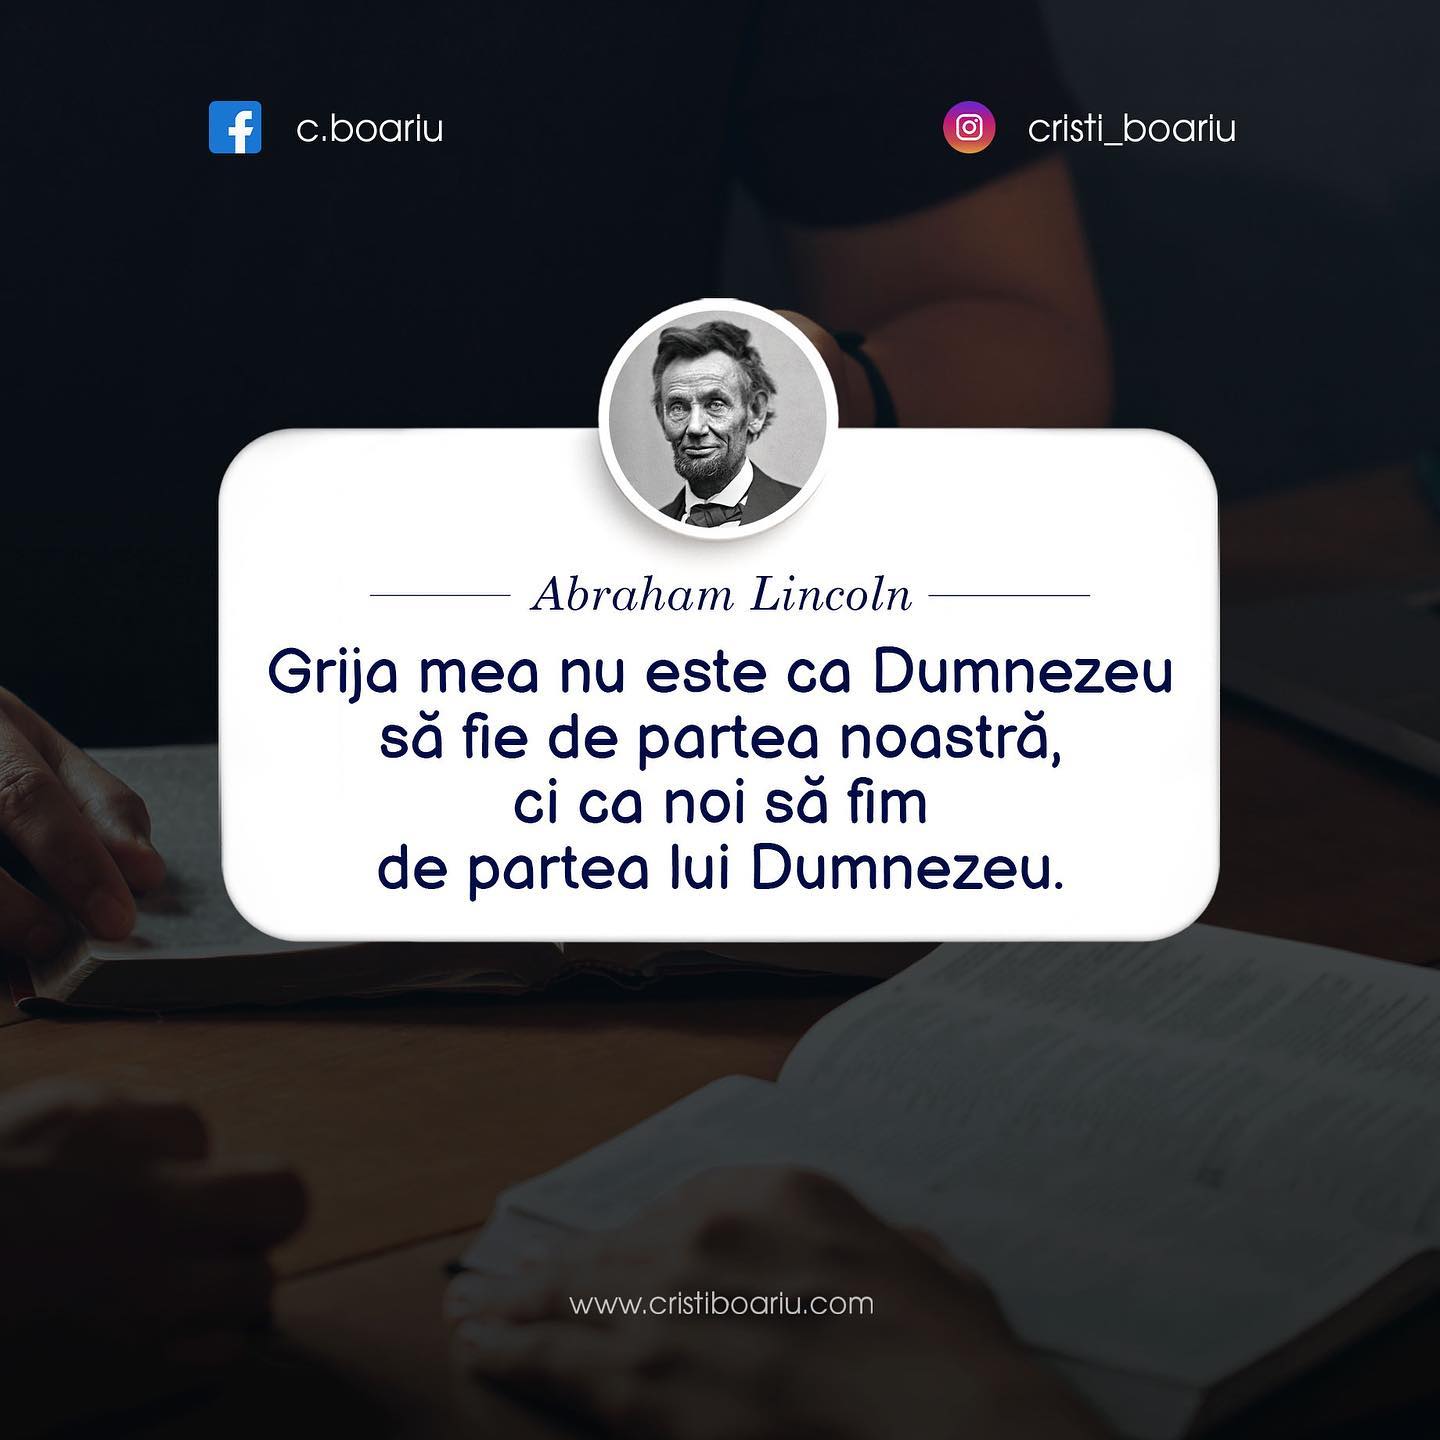 c.boariu
cristi_boariu
Abraham Lincoln
Grija mea nu este ca Dumnezeu
să fie de partea noastră,
ci ca noi să fim
de partea lui Dumnezeu.
www.cristiboariu.com